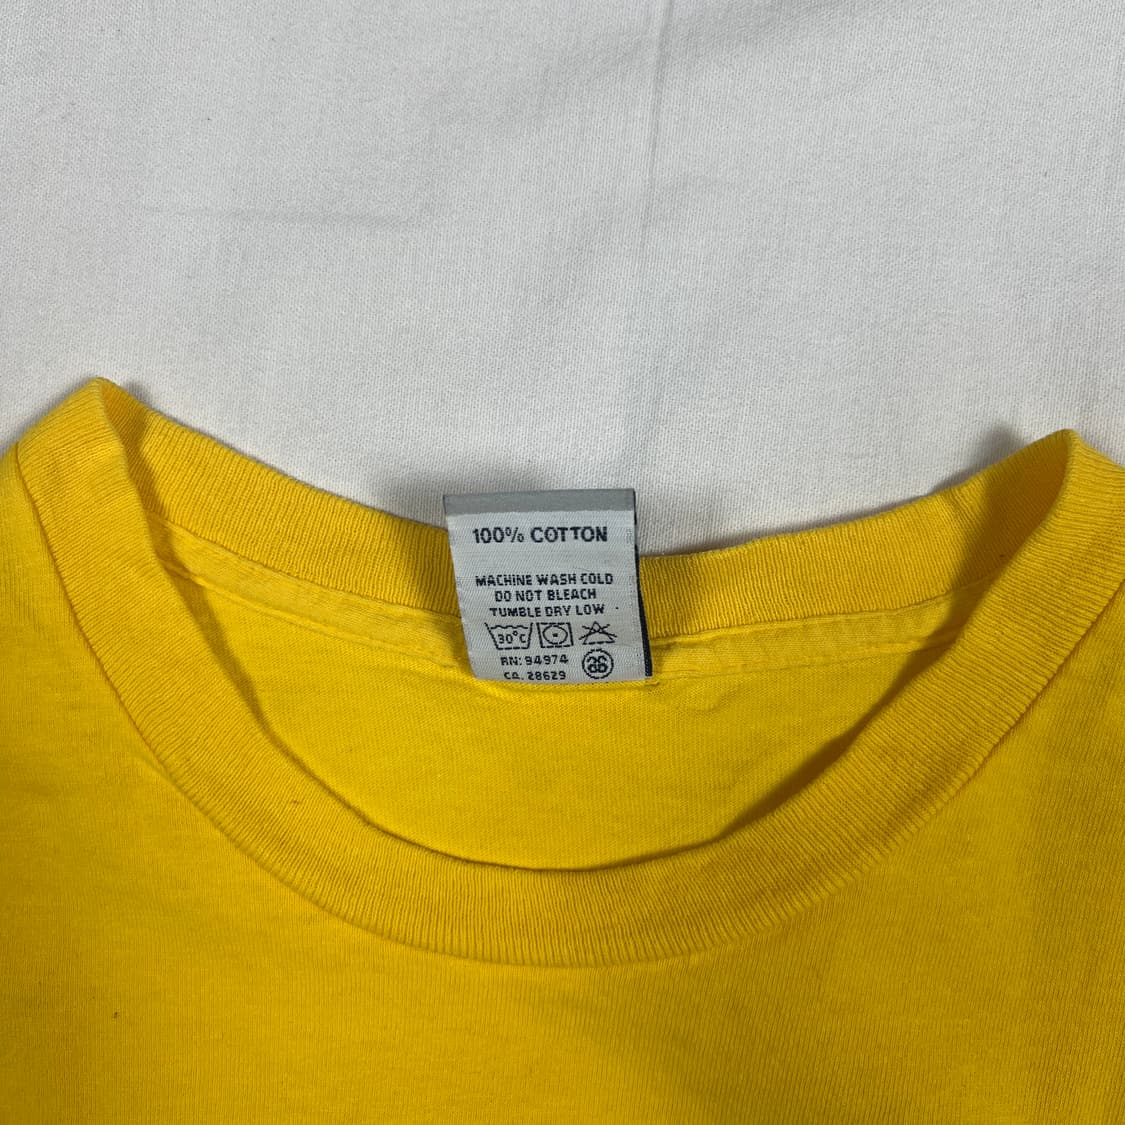 100% COTTON
MACHINE WASH COLD
DO NOT BLEACH
TUMBLE DRY LOW
30°C
RN: 94974
CA. 28629